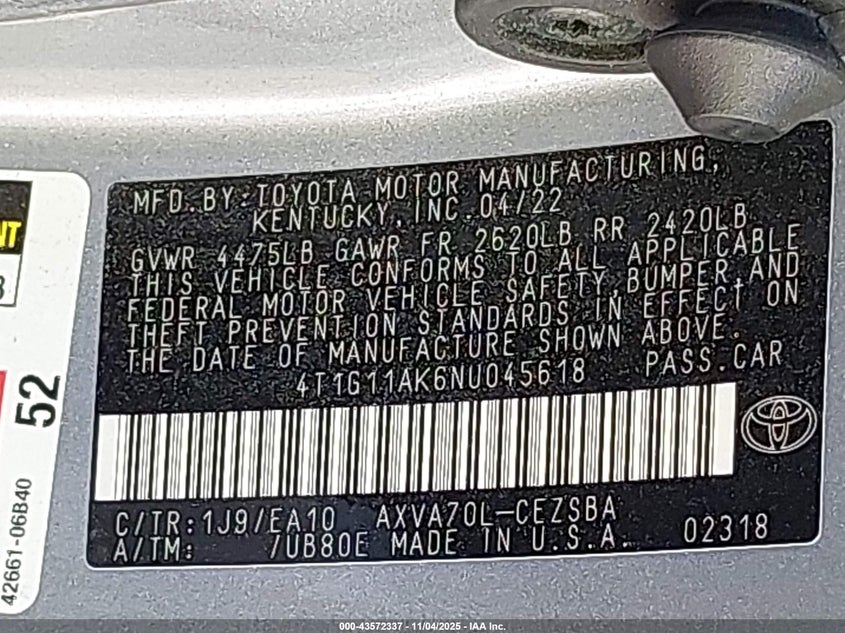 MFD.BY:TOYOTA MOTOR MANUFACTURING,
KENTUCKY, INC. 04/22
GVWR 4475LB GAWR FR 2620LB RR 2420LB
THIS VEHICLE CONFORMS TO ALL APPLICABLE
FEDERAL MOTOR VEHICLE SAFETY, BUMPER, AND
THEFT PREVENTION STANDARDS IN EFFECT ON
THE DATE OF MANUFACTURE SHOWN ABOVE.
4T1G11AK6NU045618 PASS.CAR
C/TR:1J9/EA10 AXVA70L-CEZSBA
A/TM: /UB80E MADE IN U.S.A. 02318
52
42661-06B40
000-43572337 - 11/04/2025 - IAA Inc.